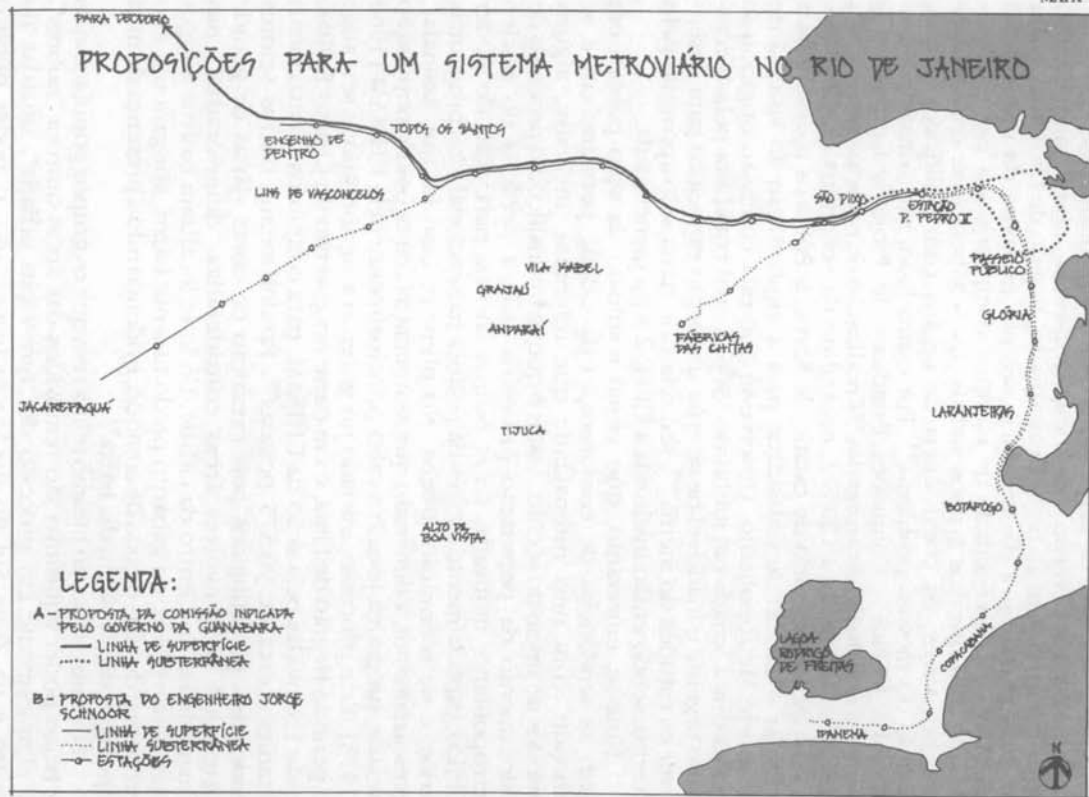 PARA DEODORO
PROPOSIÇÕES PARA UM SISTEMA METROVIÁRIO NO RIO DE JANEIRO
TODOS OS SANTOS
ENGENHO DE
DENTRO
LINS DE VASCONCELOS
SÃO DIOGO
ESTAÇÃO
D. PEDRO II
PASSEIO
PÚBLICO
VILA ISABEL
GRAJAÚ
GLÓRIA
ANDARAÍ
FÁBRICAS
DAS CHITAS
JACAREPAGUÁ
LARANJEIRAS
TIJUCA
BOTAFOGO
ALTO DE
BOA VISTA
LEGENDA:
A - PROPOSTA DA COMISSÃO INDICADA
PELO GOVERNO DA GUANABARA
LINHA DE SUPERFÍCIE
LINHA SUBTERRÂNEA
B - PROPOSTA DO ENGENHEIRO JORGE
SCHNOOR
LINHA DE SUPERFÍCIE
LINHA SUBTERRÂNEA
ESTAÇÕES
LAGOA
RODRIGO
DE FREITAS
COPACABANA
IPANEMA
N